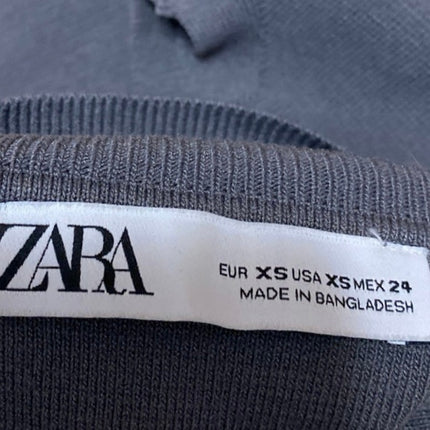 ZARA
EUR XS USA XS MEX 24
MADE IN BANGLADESH